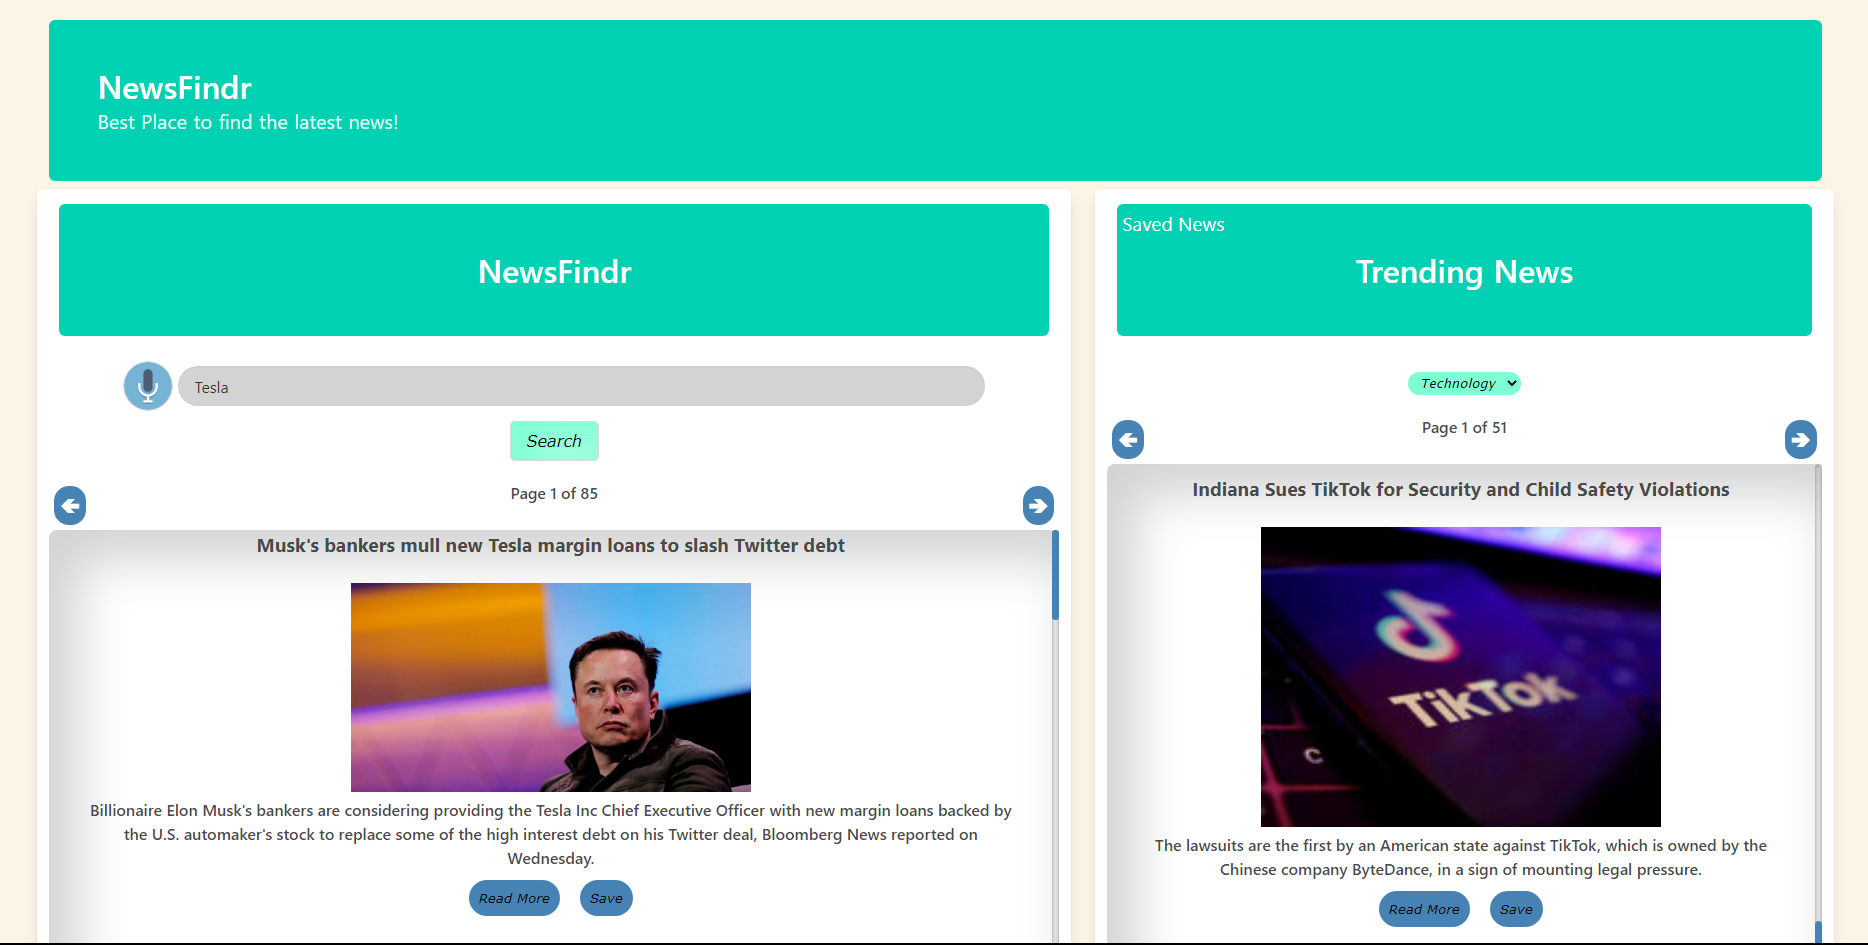 NewsFindr
Best Place to find the latest news!
NewsFindr
Tesla
Search
Page 1 of 85
Musk's bankers mull new Tesla margin loans to slash Twitter debt
Billionaire Elon Musk's bankers are considering providing the Tesla Inc Chief Executive Officer with new margin loans backed by
the U.S. automaker's stock to replace some of the high interest debt on his Twitter deal, Bloomberg News reported on
Wednesday.
Read More Save
Saved News
Trending News
Technology
Page 1 of 51
Indiana Sues TikTok for Security and Child Safety Violations
TikTok
C
The lawsuits are the first by an American state against TikTok, which is owned by the
Chinese company ByteDance, in a sign of mounting legal pressure.
Read More Save